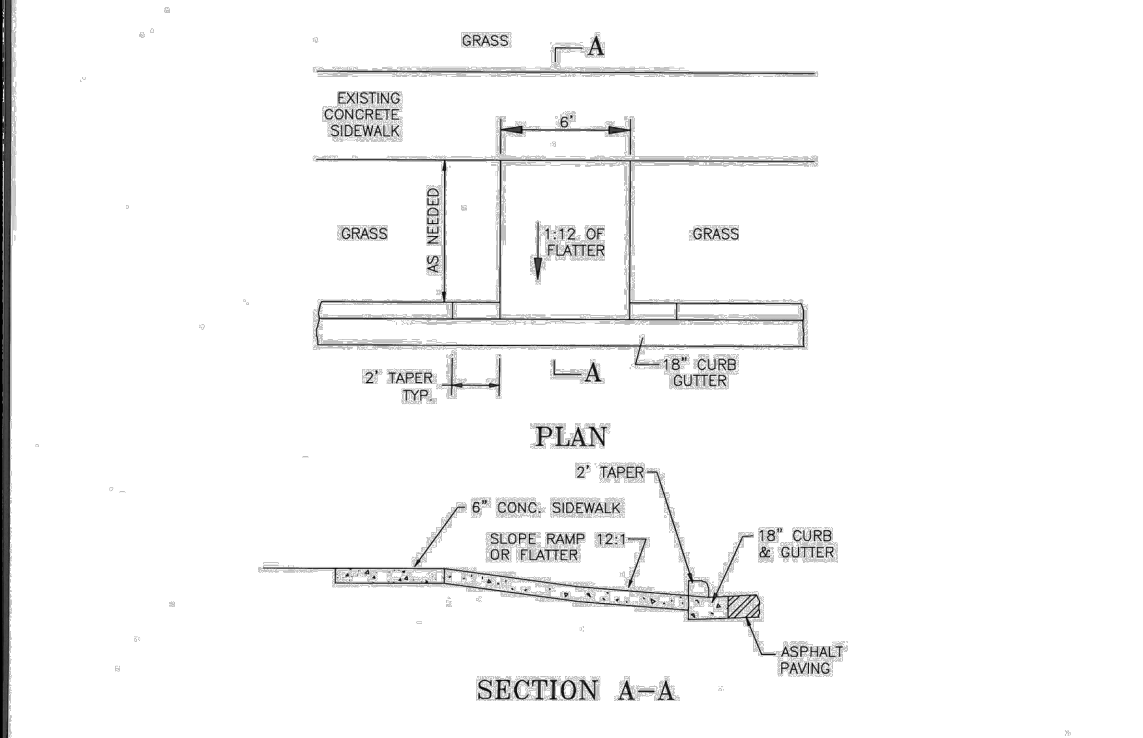 GRASS
A
EXISTING
CONCRETE
SIDEWALK
6'
AS NEEDED
GRASS
1:12 OF
FLATTER
GRASS
2' TAPER
TYP.
A
18" CURB
GUTTER
PLAN
2' TAPER
6" CONC. SIDEWALK
SLOPE RAMP 12:1
OR FLATTER
18" CURB
& GUTTER
ASPHALT
PAVING
SECTION A-A